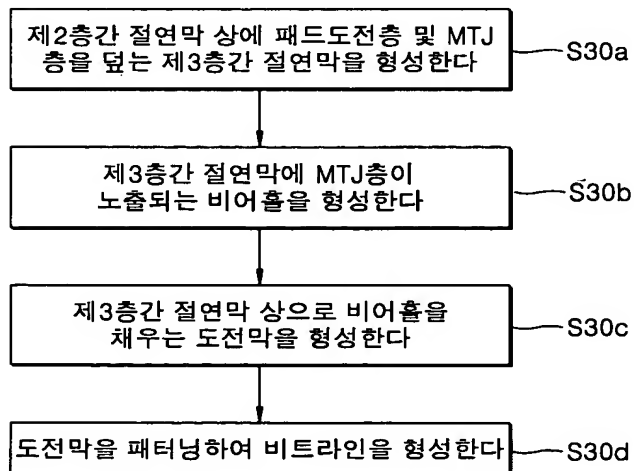 제2층간 절연막 상에 패드도전층 및 MTJ
층을 덮는 제3층간 절연막을 형성한다
S30a
제3층간 절연막에 MTJ층이
노출되는 비어홀을 형성한다
S30b
제3층간 절연막 상으로 비어홀을
채우는 도전막을 형성한다
S30c
도전막을 패터닝하여 비트라인을 형성한다
S30d